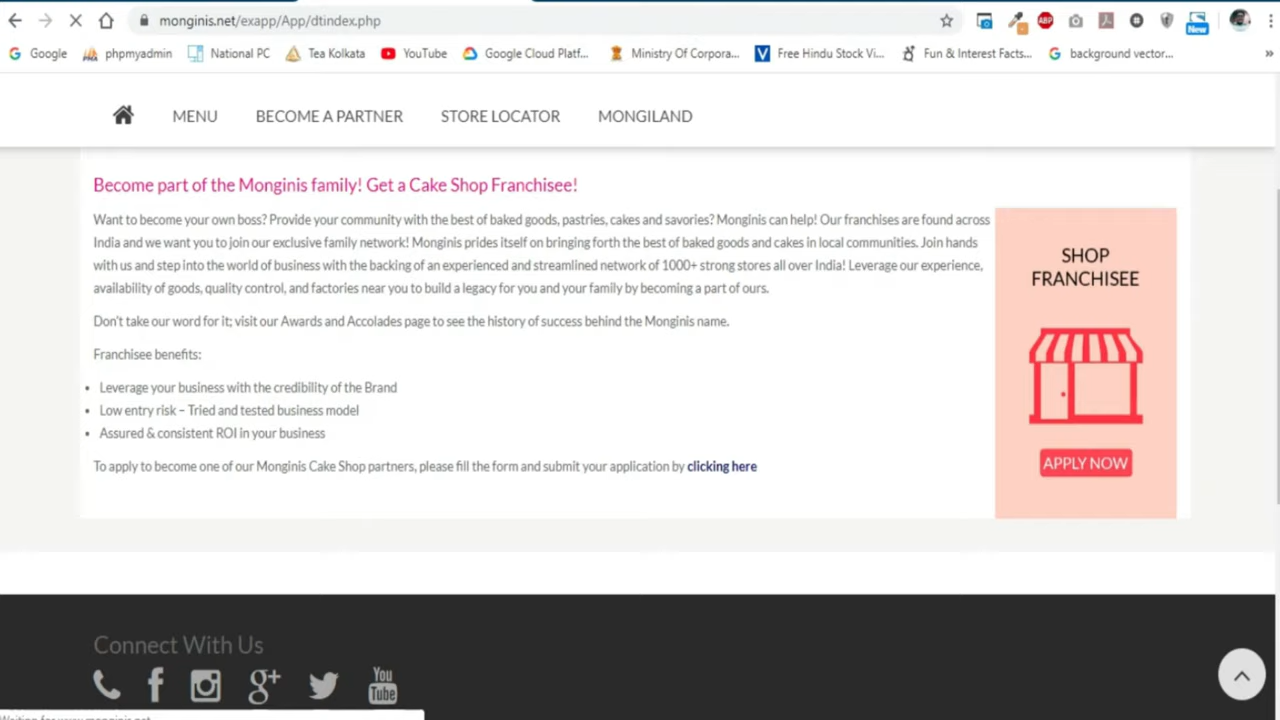 monginis.net/exapp/App/dtindex.php
ABP
New
Google
phpmyadmin
National PC
Tea Kolkata
YouTube
Google Cloud Platf...
Ministry Of Corpora...
Free Hindu Stock Vi...
Fun & Interest Facts...
background vector...
»
MENU
BECOME A PARTNER
STORE LOCATOR
MONGILAND
Become part of the Monginis family! Get a Cake Shop Franchisee!
Want to become your own boss? Provide your community with the best of baked goods, pastries, cakes and savories? Monginis can help! Our franchises are found across
India and we want you to join our exclusive family network! Monginis prides itself on bringing forth the best of baked goods and cakes in local communities. Join hands
with us and step into the world of business with the backing of an experienced and streamlined network of 1000+ strong stores all over India! Leverage our experience,
availability of goods, quality control, and factories near you to build a legacy for you and your family by becoming a part of ours.
Don't take our word for it; visit our Awards and Accolades page to see the history of success behind the Monginis name.
Franchisee benefits:
• Leverage your business with the credibility of the Brand
• Low entry risk – Tried and tested business model
• Assured & consistent ROI in your business
To apply to become one of our Monginis Cake Shop partners, please fill the form and submit your application by clicking here
SHOP
FRANCHISEE
APPLY NOW
Connect With Us
g+
You
Tube